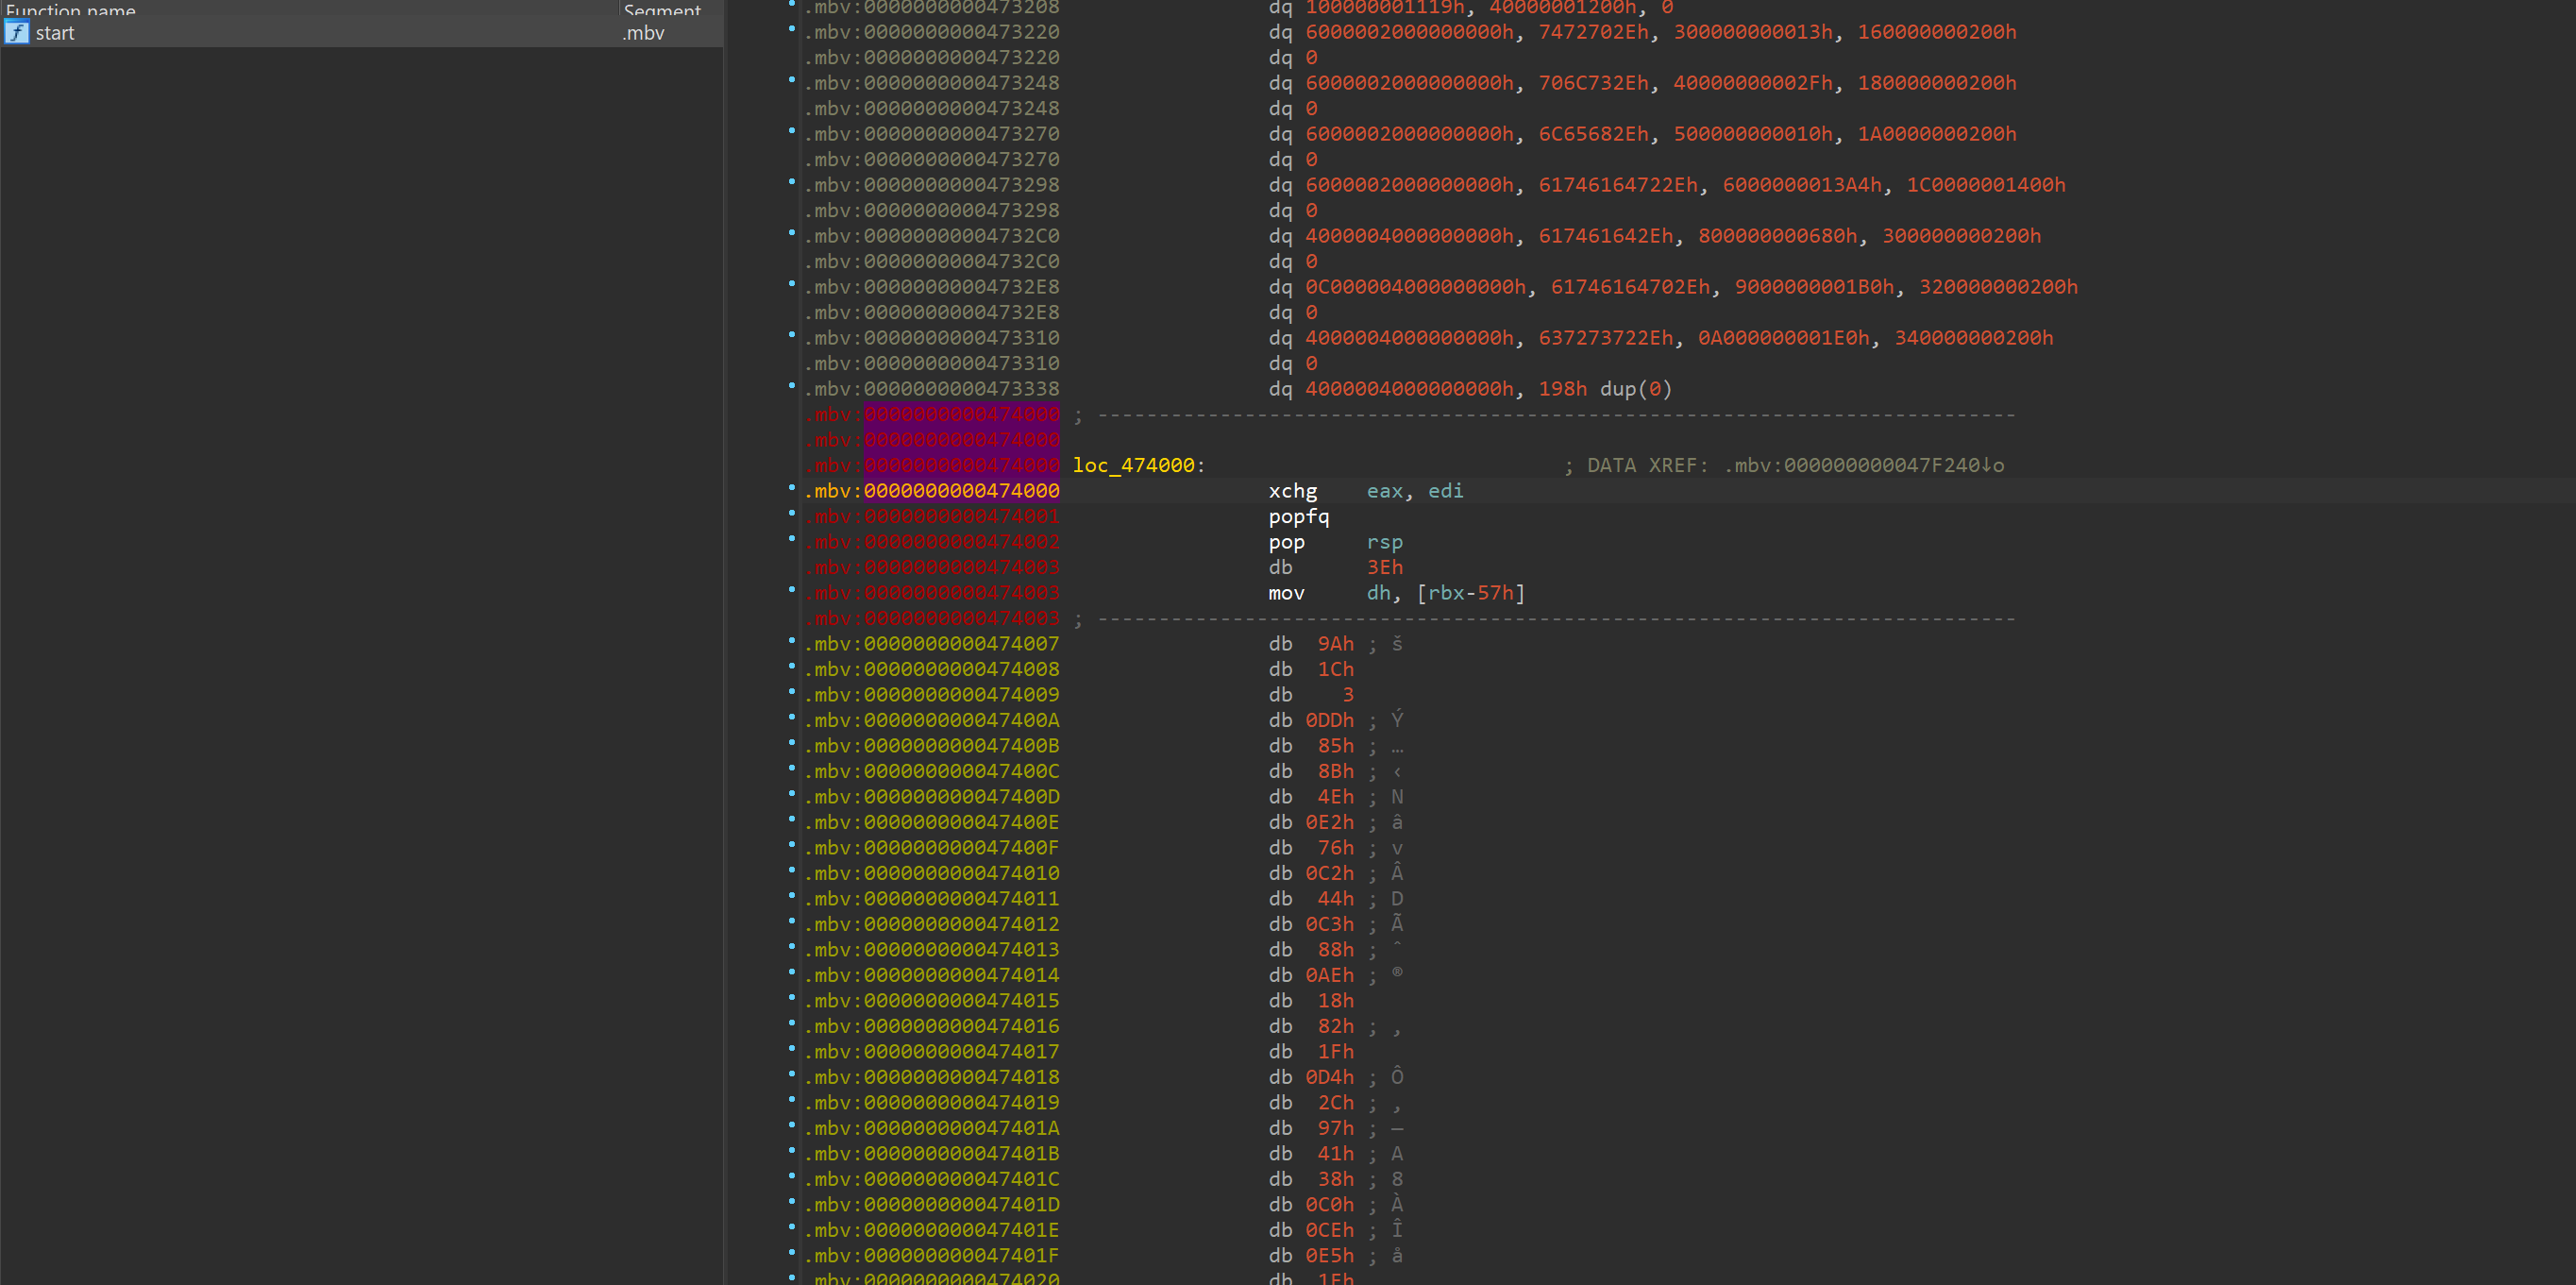 Function name Segment
start .mbv
.mbv:0000000000473208 dq 100000001119h, 40000001200h, 0
.mbv:0000000000473220 dq 6000002000000000h, 7472702Eh, 300000000013h, 160000000200h
.mbv:0000000000473220 dq 0
.mbv:0000000000473248 dq 6000002000000000h, 706C732Eh, 40000000002Fh, 180000000200h
.mbv:0000000000473248 dq 0
.mbv:0000000000473270 dq 6000002000000000h, 6C65682Eh, 500000000010h, 1A0000000200h
.mbv:0000000000473270 dq 0
.mbv:0000000000473298 dq 6000002000000000h, 61746164722Eh, 6000000013A4h, 1C0000001400h
.mbv:0000000000473298 dq 0
.mbv:00000000004732C0 dq 4000004000000000h, 617461642Eh, 800000000680h, 300000000200h
.mbv:00000000004732C0 dq 0
.mbv:00000000004732E8 dq 0C000004000000000h, 61746164702Eh, 9000000001B0h, 320000000200h
.mbv:00000000004732E8 dq 0
.mbv:0000000000473310 dq 4000004000000000h, 637273722Eh, 0A000000001E0h, 340000000200h
.mbv:0000000000473310 dq 0
.mbv:0000000000473338 dq 4000004000000000h, 198h dup(0)
.mbv:0000000000474000 ; ---------------------------------------------------------------------------
.mbv:0000000000474000
.mbv:0000000000474000 loc_474000: ; DATA XREF: .mbv:000000000047F240↓o
.mbv:0000000000474000 xchg eax, edi
.mbv:0000000000474001 popfq
.mbv:0000000000474002 pop rsp
.mbv:0000000000474003 db 3Eh
.mbv:0000000000474003 mov dh, [rbx-57h]
.mbv:0000000000474003 ; ---------------------------------------------------------------------------
.mbv:0000000000474007 db 9Ah ; š
.mbv:0000000000474008 db 1Ch
.mbv:0000000000474009 db 3
.mbv:000000000047400A db 0DDh ; Ý
.mbv:000000000047400B db 85h ; …
.mbv:000000000047400C db 8Bh ; ‹
.mbv:000000000047400D db 4Eh ; N
.mbv:000000000047400E db 0E2h ; â
.mbv:000000000047400F db 76h ; v
.mbv:0000000000474010 db 0C2h ; Â
.mbv:0000000000474011 db 44h ; D
.mbv:0000000000474012 db 0C3h ; Ã
.mbv:0000000000474013 db 88h ; ˆ
.mbv:0000000000474014 db 0AEh ; ®
.mbv:0000000000474015 db 18h
.mbv:0000000000474016 db 82h ; ‚
.mbv:0000000000474017 db 1Fh
.mbv:0000000000474018 db 0D4h ; Ô
.mbv:0000000000474019 db 2Ch ; ,
.mbv:000000000047401A db 97h ; —
.mbv:000000000047401B db 41h ; A
.mbv:000000000047401C db 38h ; 8
.mbv:000000000047401D db 0C0h ; À
.mbv:000000000047401E db 0CEh ; Î
.mbv:000000000047401F db 0E5h ; å
.mbv:0000000000474020 db 1Eh